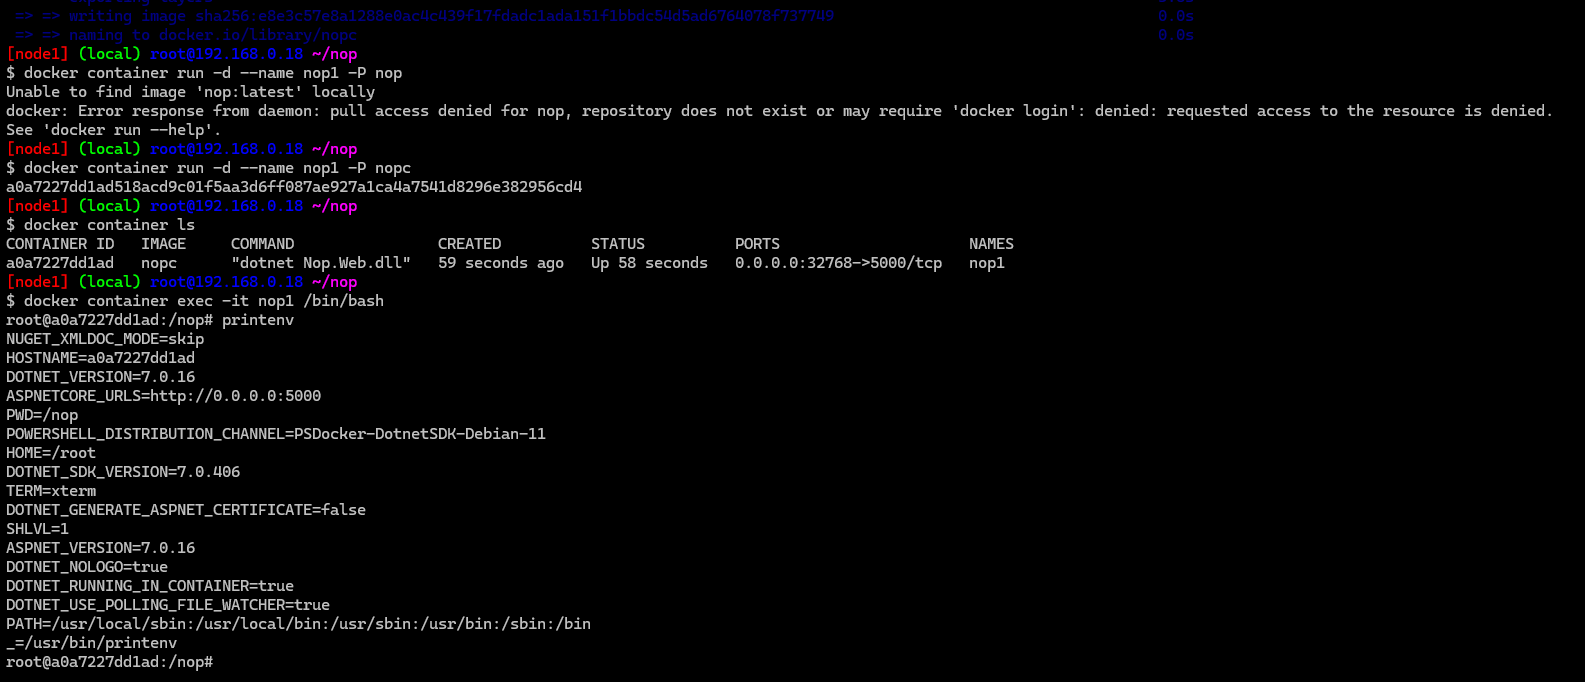 => => writing image sha256:e8e3c57e8a1288e0ac4c439f17fdadc1ada151f1bbdc54d5ad6764078f737749 0.0s
=> => naming to docker.io/library/nopc 0.0s
[node1] (local) root@192.168.0.18 ~/nop
$ docker container run -d --name nop1 -P nop
Unable to find image 'nop:latest' locally
docker: Error response from daemon: pull access denied for nop, repository does not exist or may require 'docker login': denied: requested access to the resource is denied.
See 'docker run --help'.
[node1] (local) root@192.168.0.18 ~/nop
$ docker container run -d --name nop1 -P nopc
a0a7227dd1ad518acd9c01f5aa3d6ff087ae927a1ca4a7541d8296e382956cd4
[node1] (local) root@192.168.0.18 ~/nop
$ docker container ls
CONTAINER ID   IMAGE     COMMAND                CREATED          STATUS          PORTS                     NAMES
a0a7227dd1ad   nopc      "dotnet Nop.Web.dll"   59 seconds ago   Up 58 seconds   0.0.0.0:32768->5000/tcp   nop1
[node1] (local) root@192.168.0.18 ~/nop
$ docker container exec -it nop1 /bin/bash
root@a0a7227dd1ad:/nop# printenv
NUGET_XMLDOC_MODE=skip
HOSTNAME=a0a7227dd1ad
DOTNET_VERSION=7.0.16
ASPNETCORE_URLS=http://0.0.0.0:5000
PWD=/nop
POWERSHELL_DISTRIBUTION_CHANNEL=PSDocker-DotnetSDK-Debian-11
HOME=/root
DOTNET_SDK_VERSION=7.0.406
TERM=xterm
DOTNET_GENERATE_ASPNET_CERTIFICATE=false
SHLVL=1
ASPNET_VERSION=7.0.16
DOTNET_NOLOGO=true
DOTNET_RUNNING_IN_CONTAINER=true
DOTNET_USE_POLLING_FILE_WATCHER=true
PATH=/usr/local/sbin:/usr/local/bin:/usr/sbin:/usr/bin:/sbin:/bin
_=/usr/bin/printenv
root@a0a7227dd1ad:/nop#